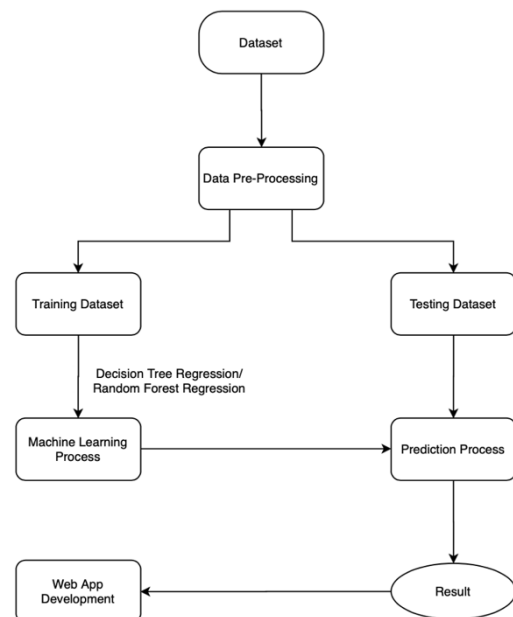 Dataset
Data Pre-Processing
Training Dataset
Testing Dataset
Decision Tree Regression/
Random Forest Regression
Machine Learning
Process
Prediction Process
Web App
Development
Result